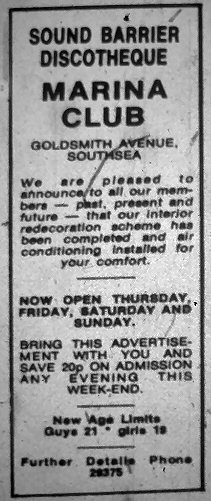 SOUND BARRIER
DISCOTHEQUE
MARINA
CLUB
GOLDSMITH AVENUE,
SOUTHSEA
We are pleased to
announce to all our mem-
bers — past, present and
future — that our interior
redecoration scheme has
been completed and air
conditioning installed for
your comfort.
NOW OPEN THURSDAY,
FRIDAY, SATURDAY AND
SUNDAY.
BRING THIS ADVERTISE-
MENT WITH YOU AND
SAVE 20p ON ADMISSION
ANY EVENING THIS
WEEK-END.
New Age Limits
Guys 21 * girls 18
Further Details Phone
29375